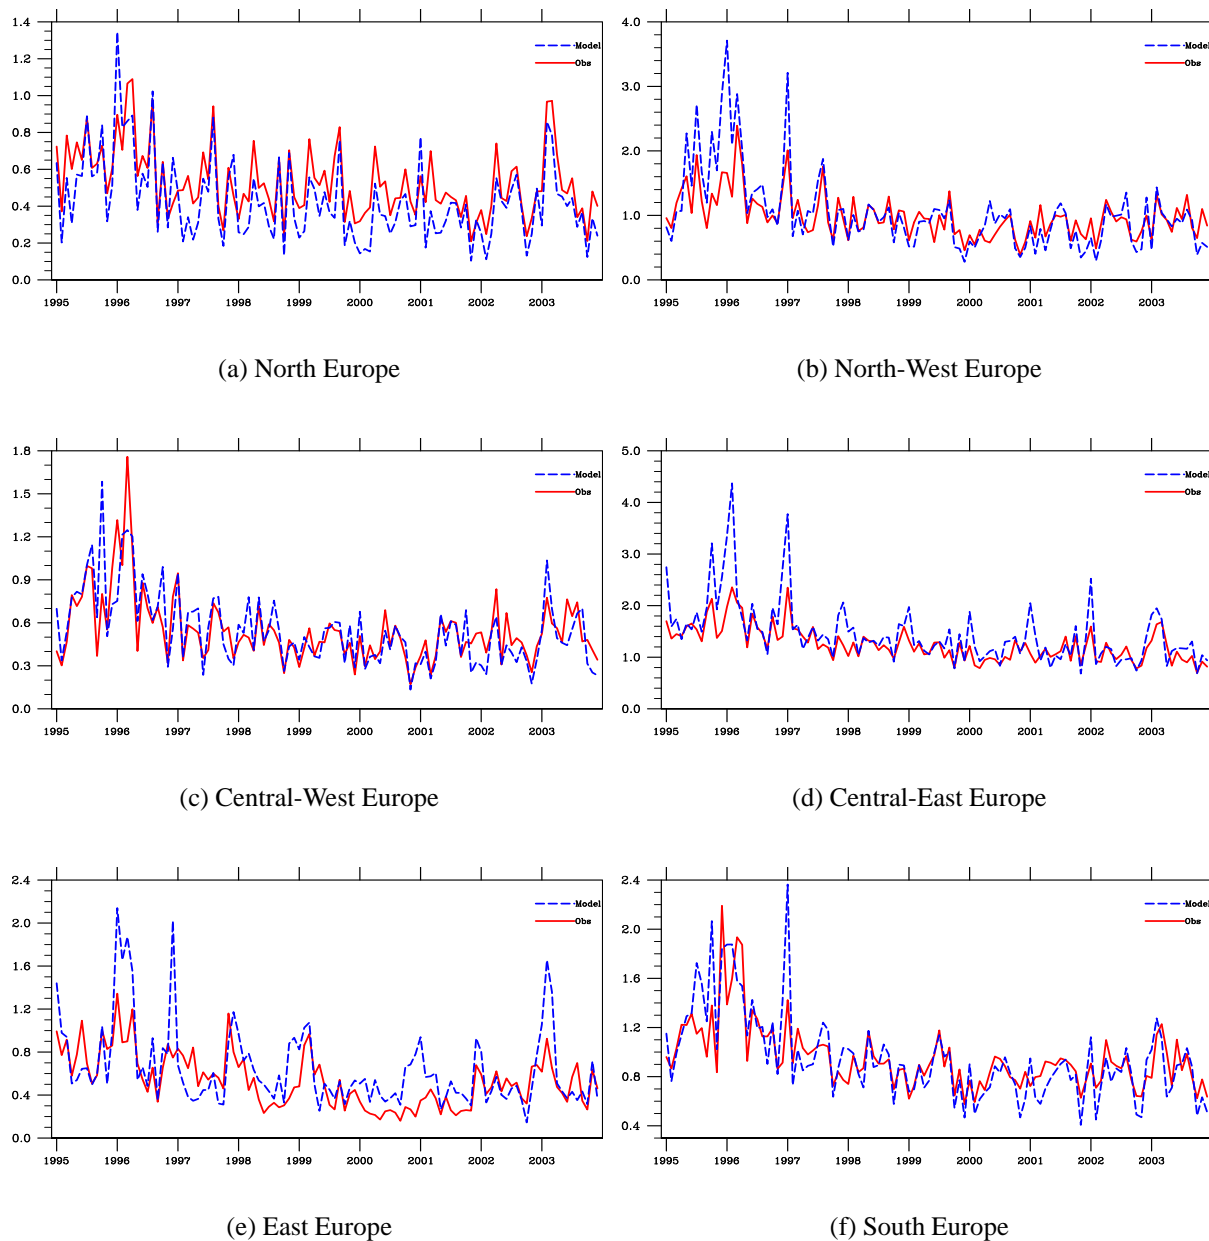 1.4
1.2
1.0
0.8
0.6
0.4
0.2
0.0
Model
Obs
1995 1996 1997 1998 1999 2000 2001 2002 2003
(a) North Europe
4.0
3.0
2.0
1.0
0.0
Model
Obs
1995 1996 1997 1998 1999 2000 2001 2002 2003
(b) North-West Europe
1.8
1.5
1.2
0.9
0.6
0.3
0.0
Model
Obs
1995 1996 1997 1998 1999 2000 2001 2002 2003
(c) Central-West Europe
5.0
4.0
3.0
2.0
1.0
0.0
Model
Obs
1995 1996 1997 1998 1999 2000 2001 2002 2003
(d) Central-East Europe
2.4
2.0
1.6
1.2
0.8
0.4
0.0
Model
Obs
1995 1996 1997 1998 1999 2000 2001 2002 2003
(e) East Europe
2.4
2.0
1.6
1.2
0.8
0.4
Model
Obs
1995 1996 1997 1998 1999 2000 2001 2002 2003
(f) South Europe